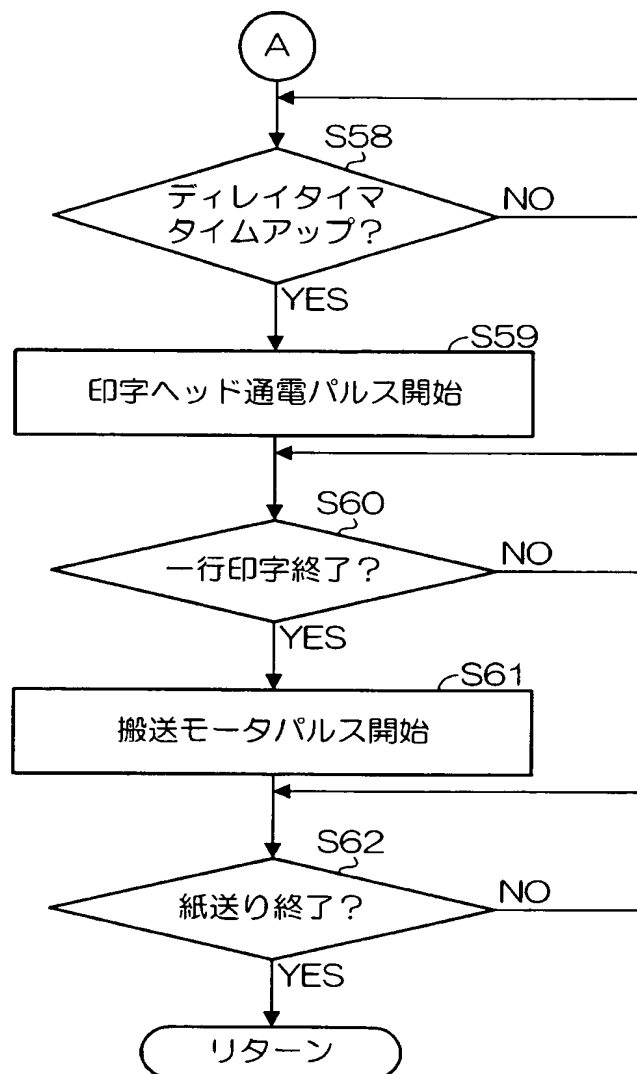 A
S58
ディレイタイマ
タイムアップ？
NO
YES
S59
印字ヘッド通電パルス開始
S60
一行印字終了？
NO
YES
S61
搬送モータパルス開始
S62
紙送り終了？
NO
YES
リターン